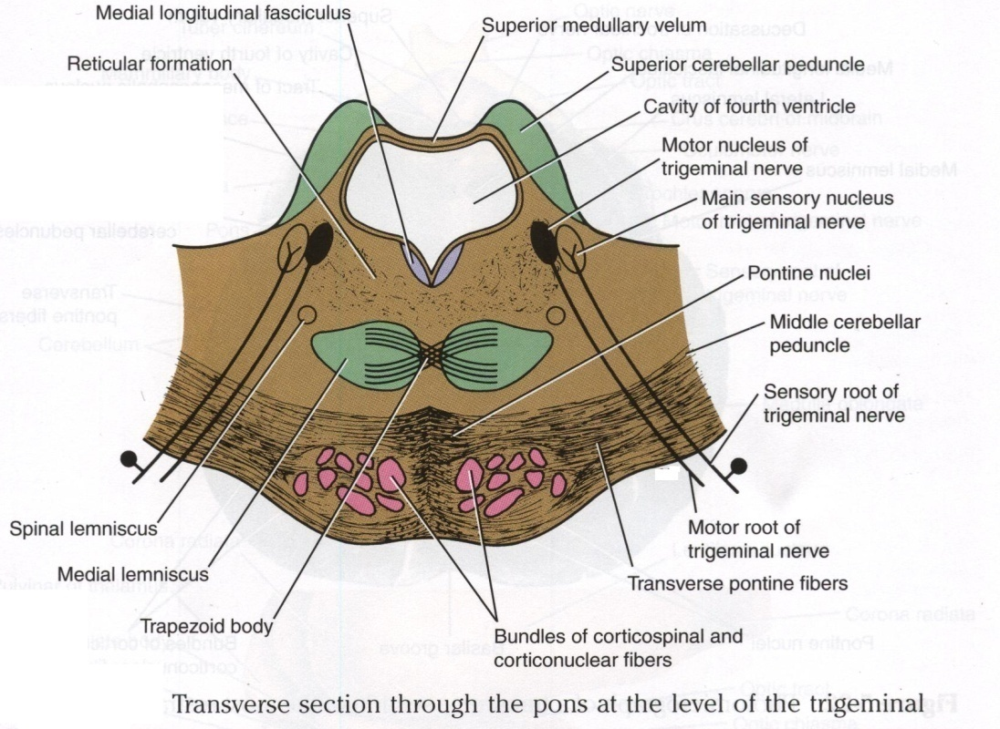 Medial longitudinal fasciculus
Superior medullary velum
Reticular formation
Superior cerebellar peduncle
Cavity of fourth ventricle
Motor nucleus of
trigeminal nerve
Main sensory nucleus
of trigeminal nerve
Pontine nuclei
Middle cerebellar
peduncle
Sensory root of
trigeminal nerve
Spinal lemniscus
Medial lemniscus
Trapezoid body
Motor root of
trigeminal nerve
Transverse pontine fibers
Bundles of corticospinal and
corticonuclear fibers
Transverse section through the pons at the level of the trigeminal